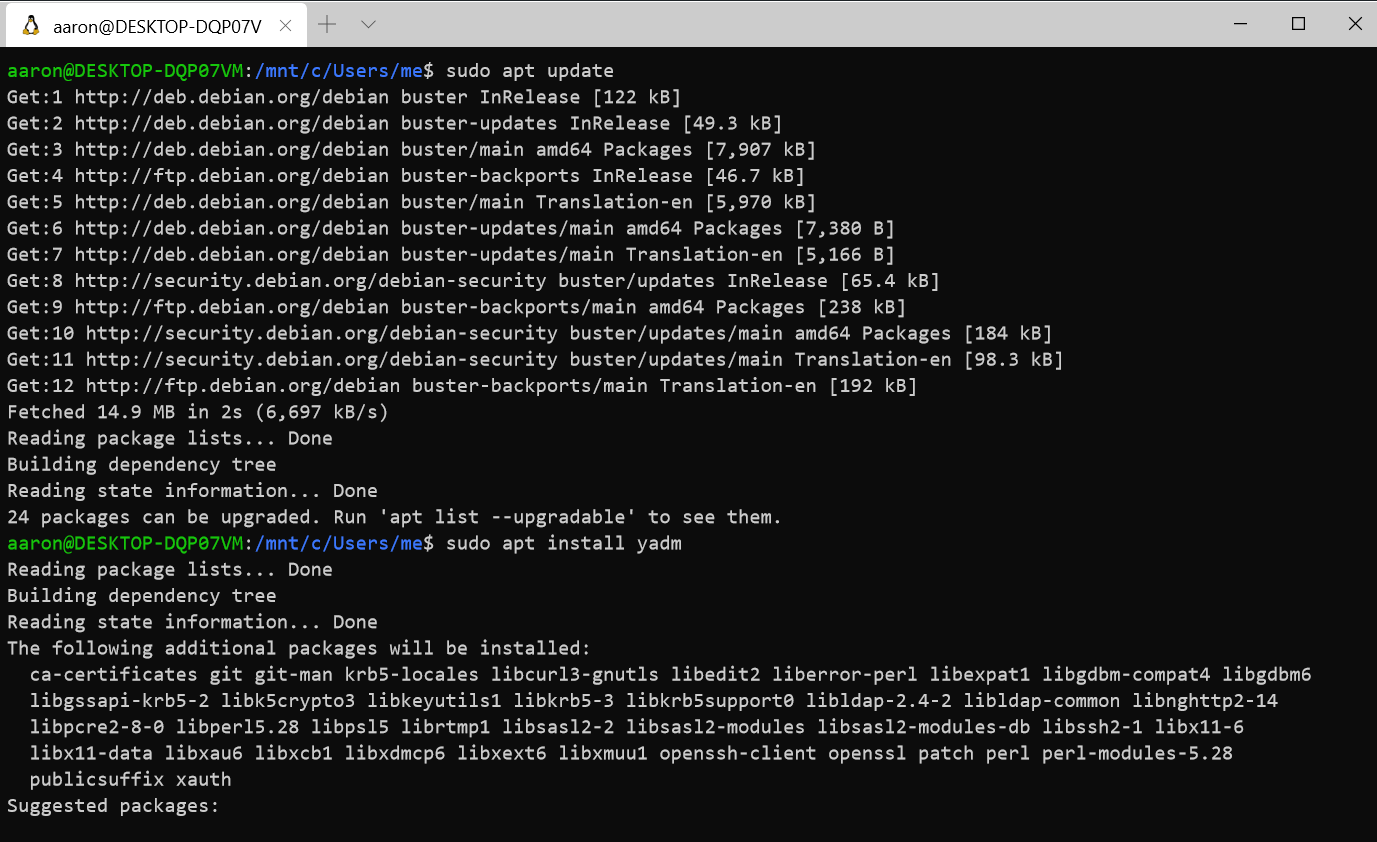 aaron@DESKTOP-DQP07V
aaron@DESKTOP-DQP07VM:/mnt/c/Users/me$ sudo apt update
Get:1 http://deb.debian.org/debian buster InRelease [122 kB]
Get:2 http://deb.debian.org/debian buster-updates InRelease [49.3 kB]
Get:3 http://deb.debian.org/debian buster/main amd64 Packages [7,907 kB]
Get:4 http://ftp.debian.org/debian buster-backports InRelease [46.7 kB]
Get:5 http://deb.debian.org/debian buster/main Translation-en [5,970 kB]
Get:6 http://deb.debian.org/debian buster-updates/main amd64 Packages [7,380 B]
Get:7 http://deb.debian.org/debian buster-updates/main Translation-en [5,166 B]
Get:8 http://security.debian.org/debian-security buster/updates InRelease [65.4 kB]
Get:9 http://ftp.debian.org/debian buster-backports/main amd64 Packages [238 kB]
Get:10 http://security.debian.org/debian-security buster/updates/main amd64 Packages [184 kB]
Get:11 http://security.debian.org/debian-security buster/updates/main Translation-en [98.3 kB]
Get:12 http://ftp.debian.org/debian buster-backports/main Translation-en [192 kB]
Fetched 14.9 MB in 2s (6,697 kB/s)
Reading package lists... Done
Building dependency tree
Reading state information... Done
24 packages can be upgraded. Run 'apt list --upgradable' to see them.
aaron@DESKTOP-DQP07VM:/mnt/c/Users/me$ sudo apt install yadm
Reading package lists... Done
Building dependency tree
Reading state information... Done
The following additional packages will be installed:
  ca-certificates git git-man krb5-locales libcurl3-gnutls libedit2 liberror-perl libexpat1 libgdbm-compat4 libgdbm6
  libgssapi-krb5-2 libk5crypto3 libkeyutils1 libkrb5-3 libkrb5support0 libldap-2.4-2 libldap-common libnghttp2-14
  libpcre2-8-0 libperl5.28 libpsl5 librtmp1 libsasl2-2 libsasl2-modules libsasl2-modules-db libssh2-1 libx11-6
  libx11-data libxau6 libxcb1 libxdmcp6 libxext6 libxmuu1 openssh-client openssl patch perl perl-modules-5.28
  publicsuffix xauth
Suggested packages: